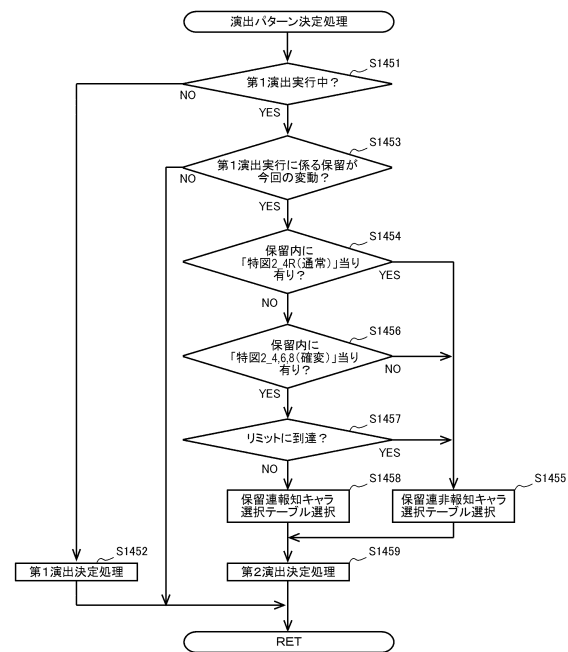 演出パターン決定処理
S1451
第1演出実行中？
NO
YES
S1453
第1演出実行に係る保留が
今回の変動？
NO
YES
S1454
保留内に
「特図2_4R(通常)」当り
有り？
YES
NO
S1456
保留内に
「特図2_4,6,8(確変)」当り
有り？
NO
YES
S1457
リミットに到達？
YES
NO
S1458
保留連報知キャラ
選択テーブル選択
S1455
保留連非報知キャラ
選択テーブル選択
S1452
第1演出決定処理
S1459
第2演出決定処理
RET